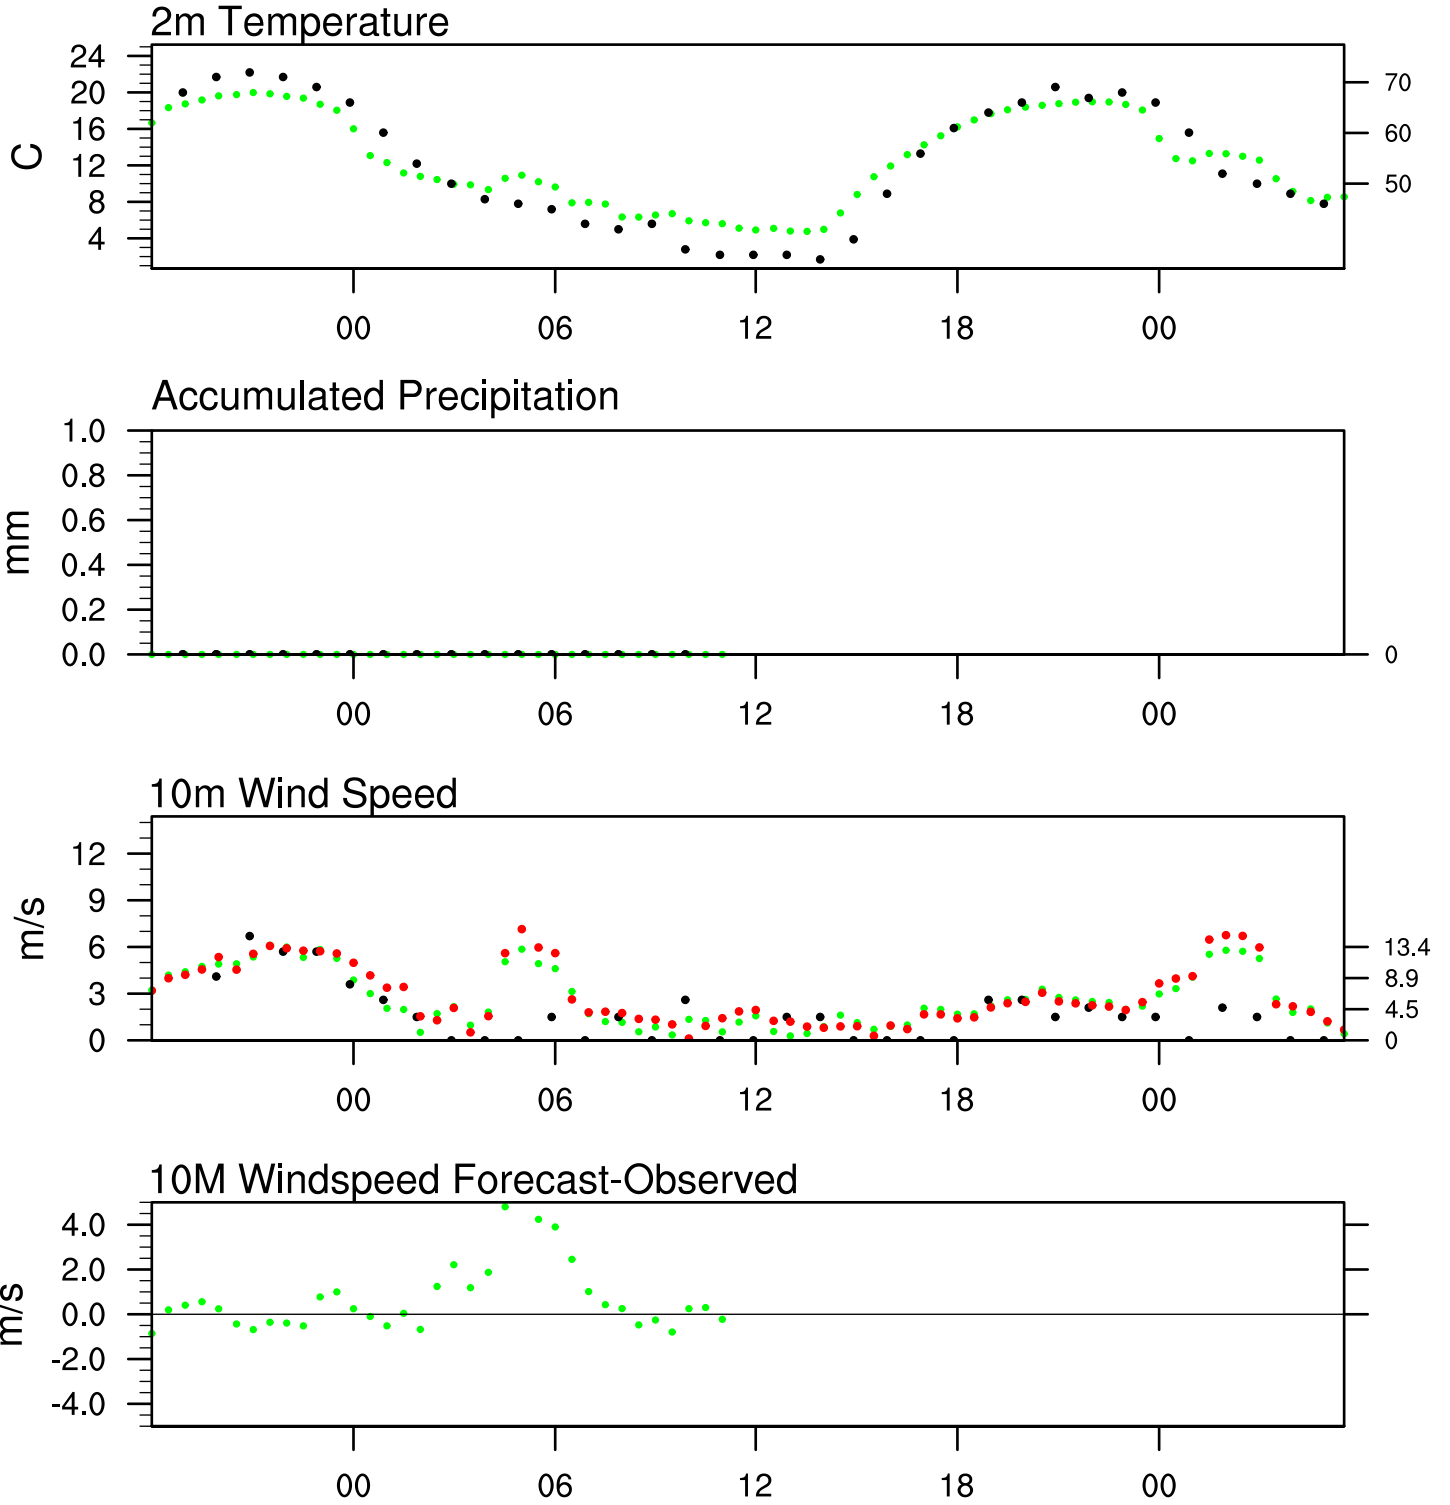 2m Temperature
24
20
16
12
8
4
C
70
60
50
00 06 12 18 00
Accumulated Precipitation
1.0
0.8
0.6
0.4
0.2
0.0
mm
0
00 06 12 18 00
10m Wind Speed
12
9
6
3
0
m/s
13.4
8.9
4.5
0
00 06 12 18 00
10M Windspeed Forecast-Observed
4.0
2.0
0.0
-2.0
-4.0
m/s
00 06 12 18 00